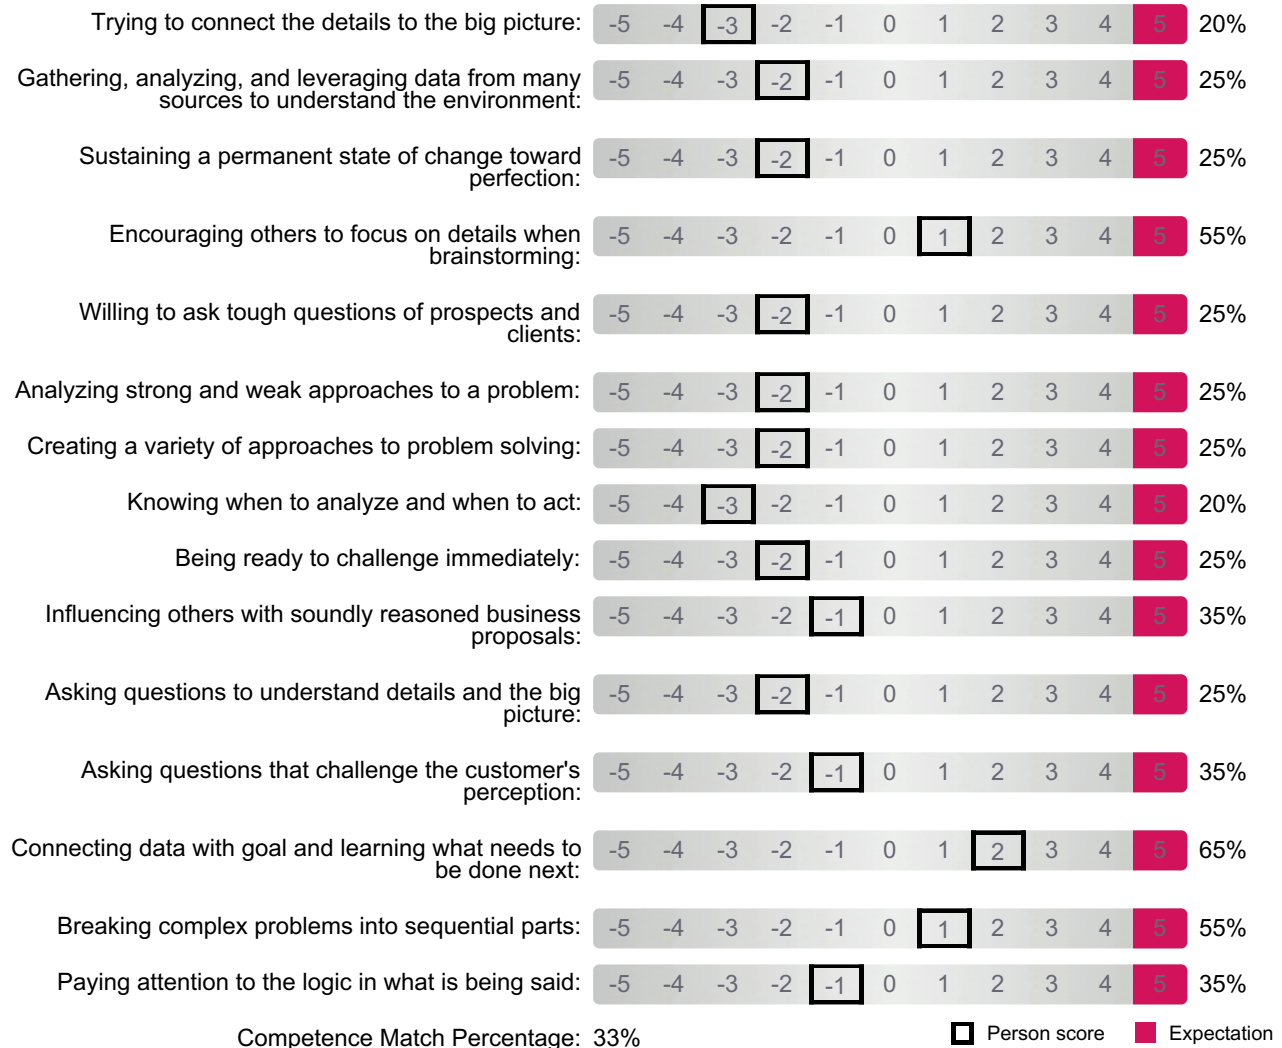 Trying to connect the details to the big picture: -5 -4 -3 -2 -1 0 1 2 3 4 5 20%
Gathering, analyzing, and leveraging data from many
sources to understand the environment: -5 -4 -3 -2 -1 0 1 2 3 4 5 25%
Sustaining a permanent state of change toward
perfection: -5 -4 -3 -2 -1 0 1 2 3 4 5 25%
Encouraging others to focus on details when
brainstorming: -5 -4 -3 -2 -1 0 1 2 3 4 5 55%
Willing to ask tough questions of prospects and
clients: -5 -4 -3 -2 -1 0 1 2 3 4 5 25%
Analyzing strong and weak approaches to a problem: -5 -4 -3 -2 -1 0 1 2 3 4 5 25%
Creating a variety of approaches to problem solving: -5 -4 -3 -2 -1 0 1 2 3 4 5 25%
Knowing when to analyze and when to act: -5 -4 -3 -2 -1 0 1 2 3 4 5 20%
Being ready to challenge immediately: -5 -4 -3 -2 -1 0 1 2 3 4 5 25%
Influencing others with soundly reasoned business
proposals: -5 -4 -3 -2 -1 0 1 2 3 4 5 35%
Asking questions to understand details and the big
picture: -5 -4 -3 -2 -1 0 1 2 3 4 5 25%
Asking questions that challenge the customer's
perception: -5 -4 -3 -2 -1 0 1 2 3 4 5 35%
Connecting data with goal and learning what needs to
be done next: -5 -4 -3 -2 -1 0 1 2 3 4 5 65%
Breaking complex problems into sequential parts: -5 -4 -3 -2 -1 0 1 2 3 4 5 55%
Paying attention to the logic in what is being said: -5 -4 -3 -2 -1 0 1 2 3 4 5 35%
Competence Match Percentage: 33% Person score Expectation